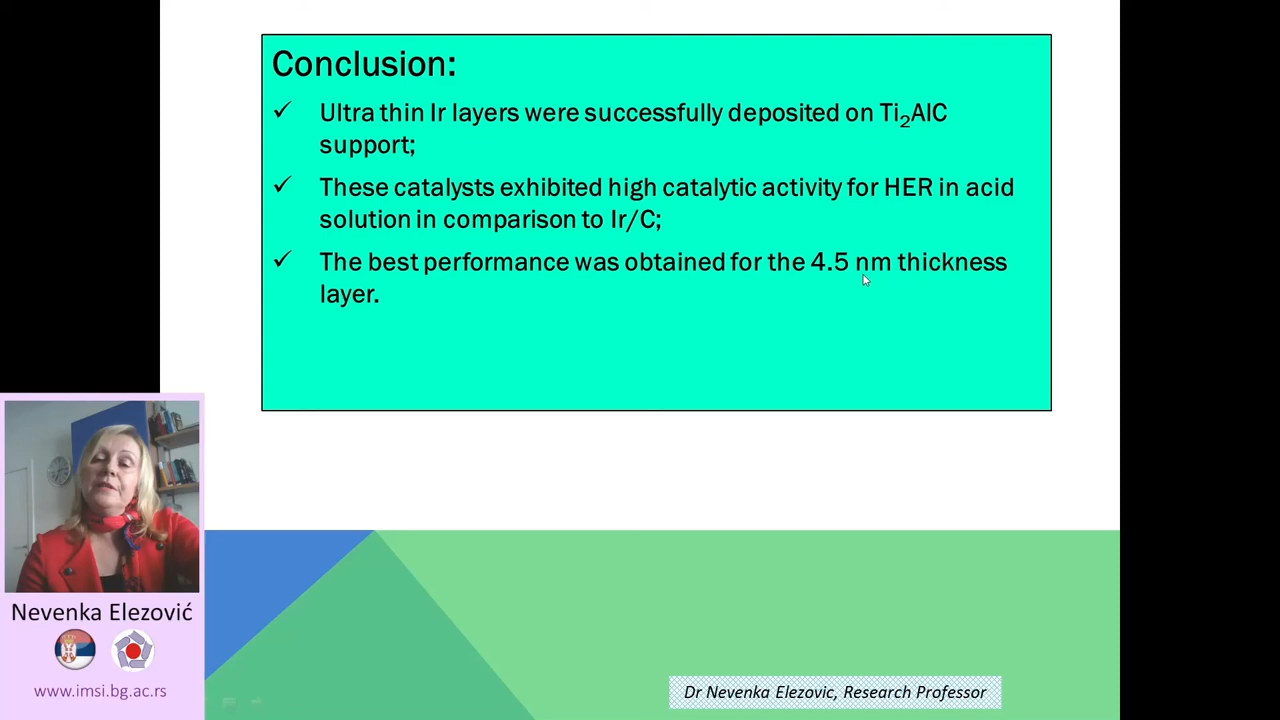 Conclusion:
✓ Ultra thin Ir layers were successfully deposited on Ti₂AlC
support;
✓ These catalysts exhibited high catalytic activity for HER in acid
solution in comparison to Ir/C;
✓ The best performance was obtained for the 4.5 nm thickness
layer.
Nevenka Elezović
www.imsi.bg.ac.rs
Dr Nevenka Elezovic, Research Professor